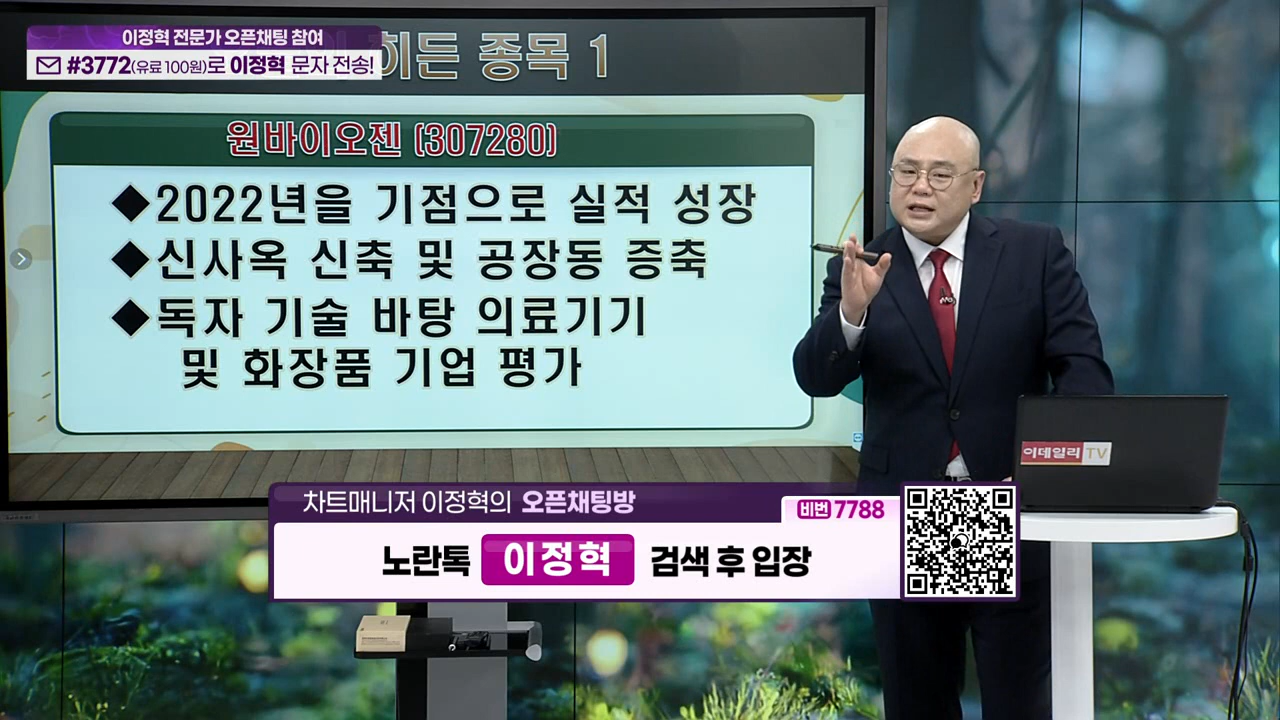 이정혁 전문가 오픈채팅 참여
#3772(유료 100원)로 이정혁 문자 전송!
히든 종목 1
원바이오젠 (307280)
◆2022년을 기점으로 실적 성장
◆신사옥 신축 및 공장동 증축
◆독자 기술 바탕 의료기기
및 화장품 기업 평가
이데일리 TV
차트매니저 이정혁의 오픈채팅방
비번 7788
노란톡 이정혁 검색 후 입장